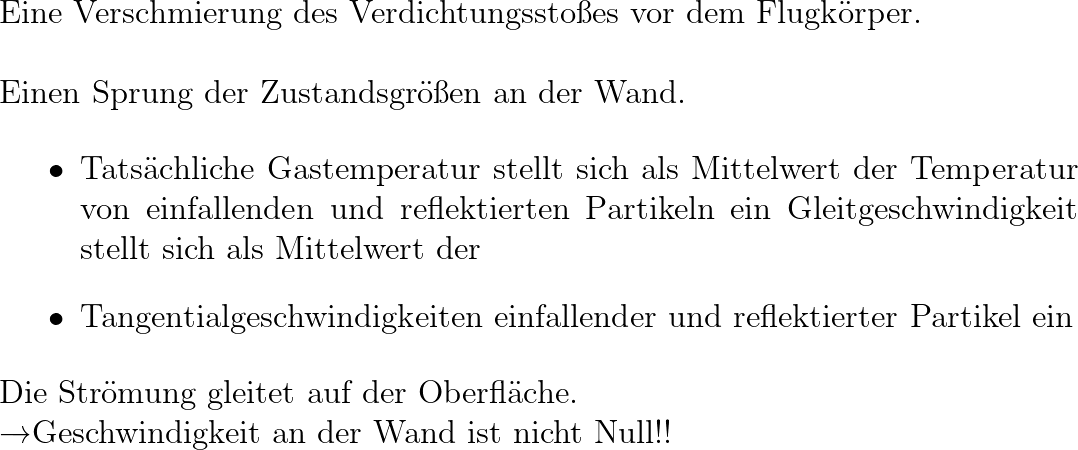 Eine Verschmierung des Verdichtungsstoßes vor dem Flugkörper.
Einen Sprung der Zustandsgrößen an der Wand.
• Tatsächliche Gastemperatur stellt sich als Mittelwert der Temperatur
von einfallenden und reflektierten Partikeln ein Gleitgeschwindigkeit
stellt sich als Mittelwert der
• Tangentialgeschwindigkeiten einfallender und reflektierter Partikel ein
Die Strömung gleitet auf der Oberfläche.
→Geschwindigkeit an der Wand ist nicht Null!!